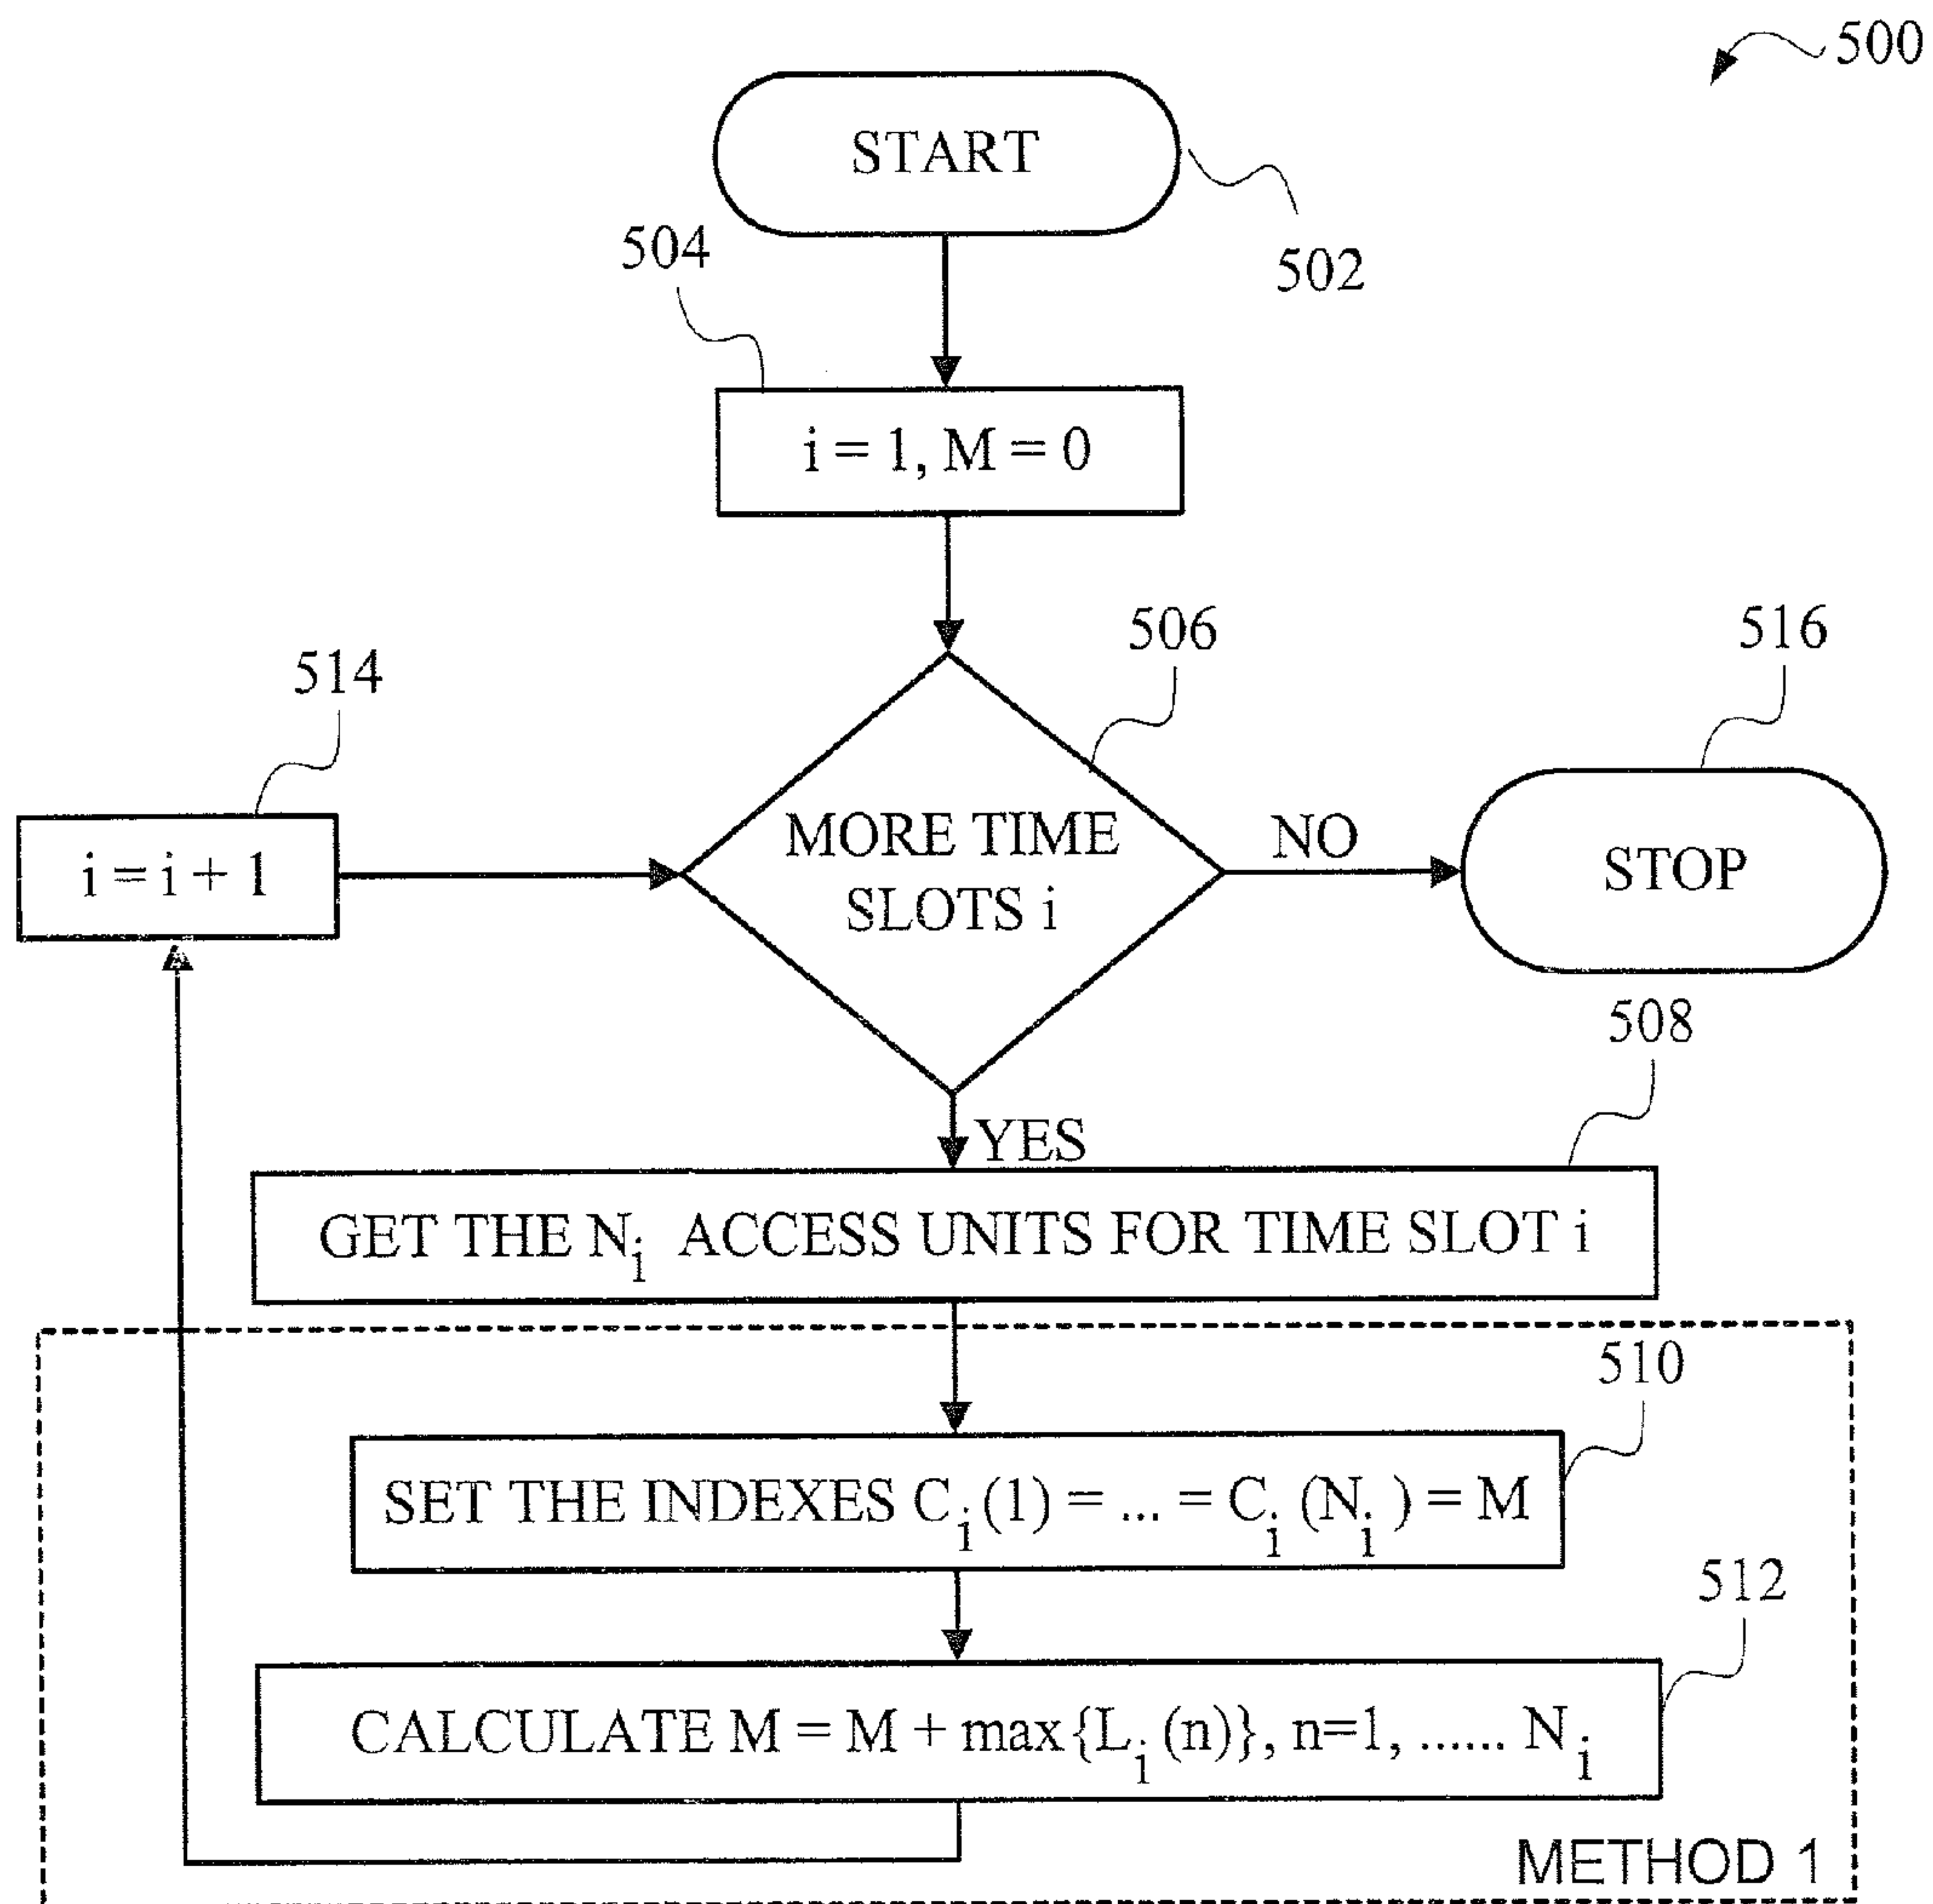 500
START
502
504
i = 1, M = 0
506
516
514
MORE TIME
SLOTS i
NO
STOP
i = i + 1
508
YES
GET THE Nᵢ ACCESS UNITS FOR TIME SLOT i
510
SET THE INDEXES Cᵢ(1) = ... = Cᵢ (Nᵢ ) = M
512
CALCULATE M = M + max{Lᵢ (n)}, n=1, ...... Nᵢ
METHOD 1